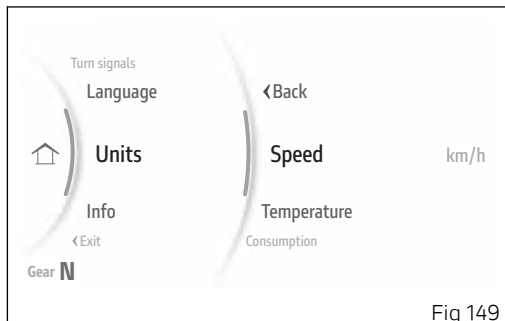 Turn signals
Language
‹Back
Units
Speed
km/h
Info
Temperature
‹Exit
Consumption
Gear N
Fig 149